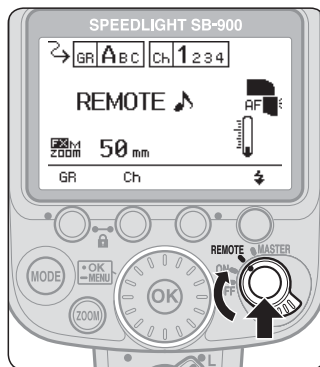 SPEEDLIGHT SB-900
GR A B C Ch 1 2 3 4
REMOTE ♪
AF
FX M
ZOOM 50 mm
GR Ch
REMOTE MASTER
ON
MODE OK
MENU
OK
ZOOM
L